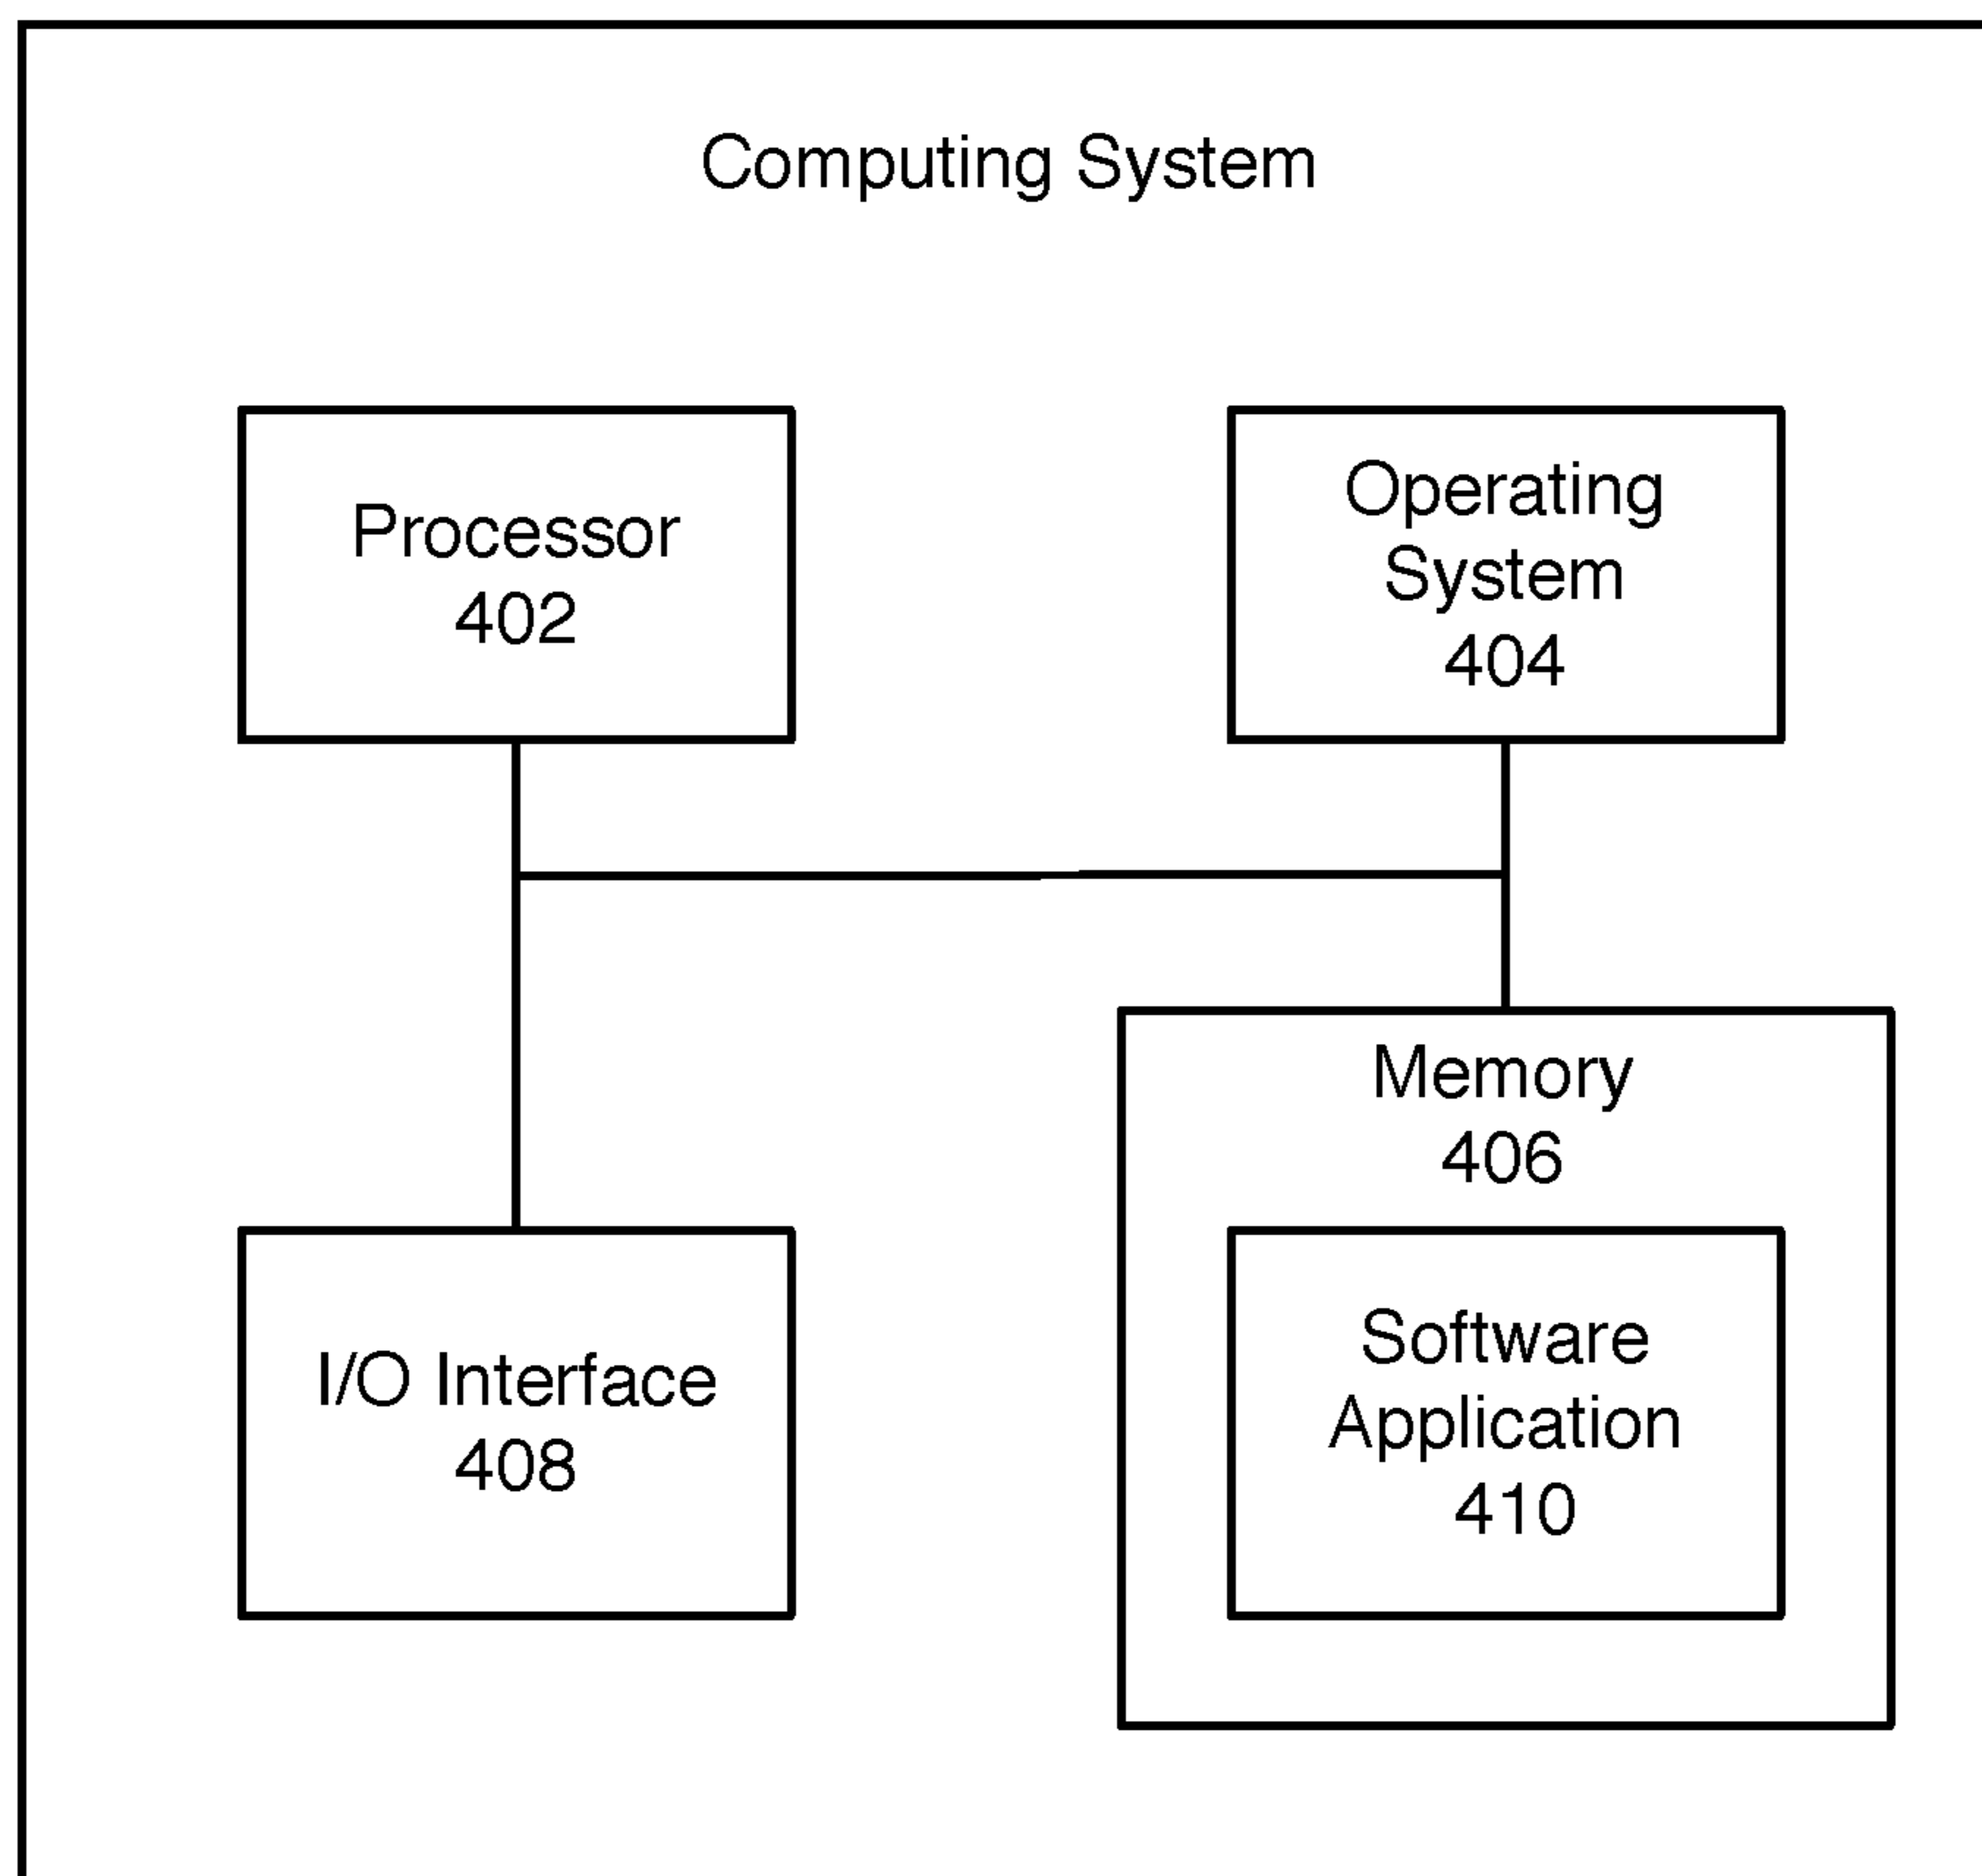 Computing System
Processor
402
Operating
System
404
Memory
406
I/O Interface
408
Software
Application
410